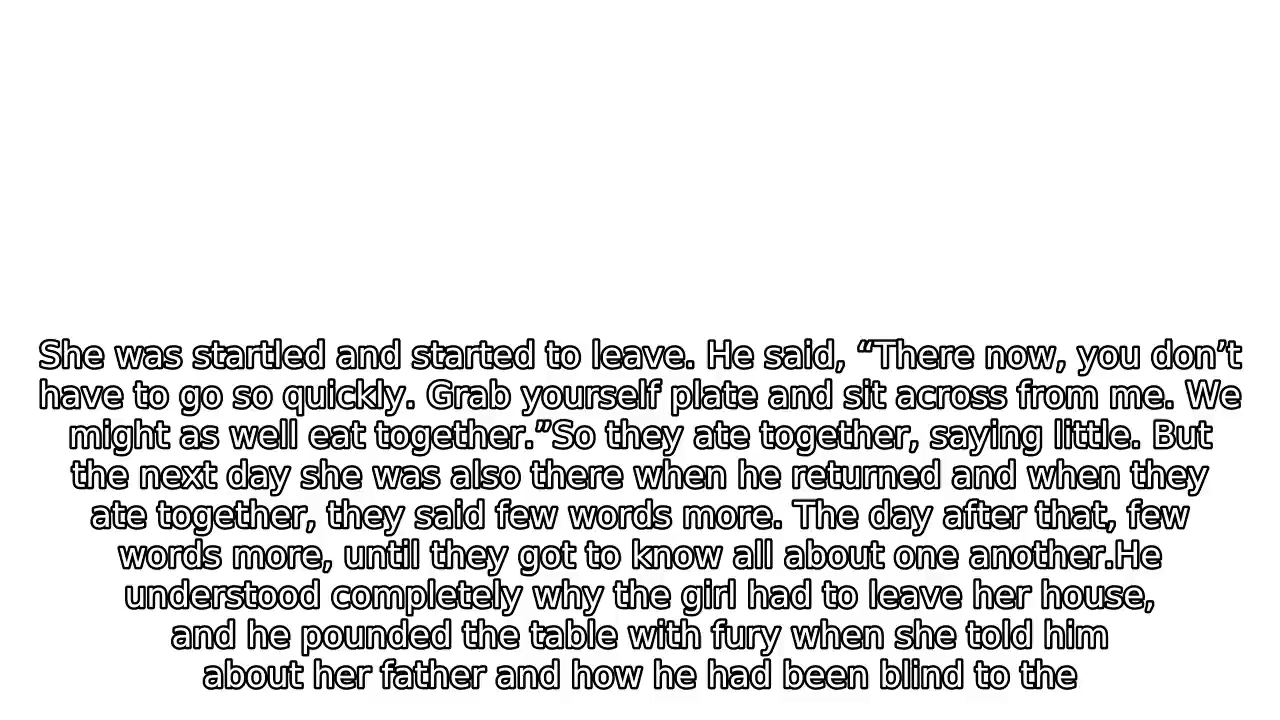 She was startled and started to leave. He said, “There now, you don’t
have to go so quickly. Grab yourself plate and sit across from me. We
might as well eat together.”So they ate together, saying little. But
the next day she was also there when he returned and when they
ate together, they said few words more. The day after that, few
words more, until they got to know all about one another.He
understood completely why the girl had to leave her house,
and he pounded the table with fury when she told him
about her father and how he had been blind to the